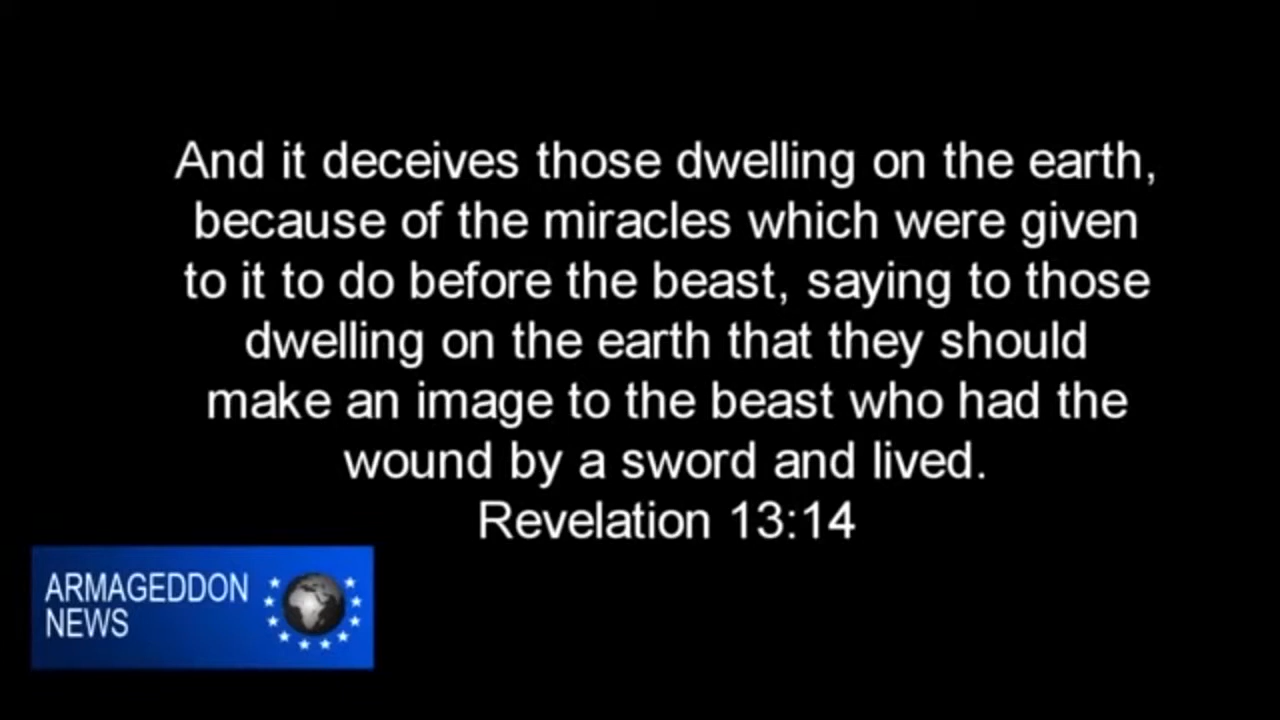 And it deceives those dwelling on the earth,
because of the miracles which were given
to it to do before the beast, saying to those
dwelling on the earth that they should
make an image to the beast who had the
wound by a sword and lived.
Revelation 13:14
ARMAGEDDON
NEWS